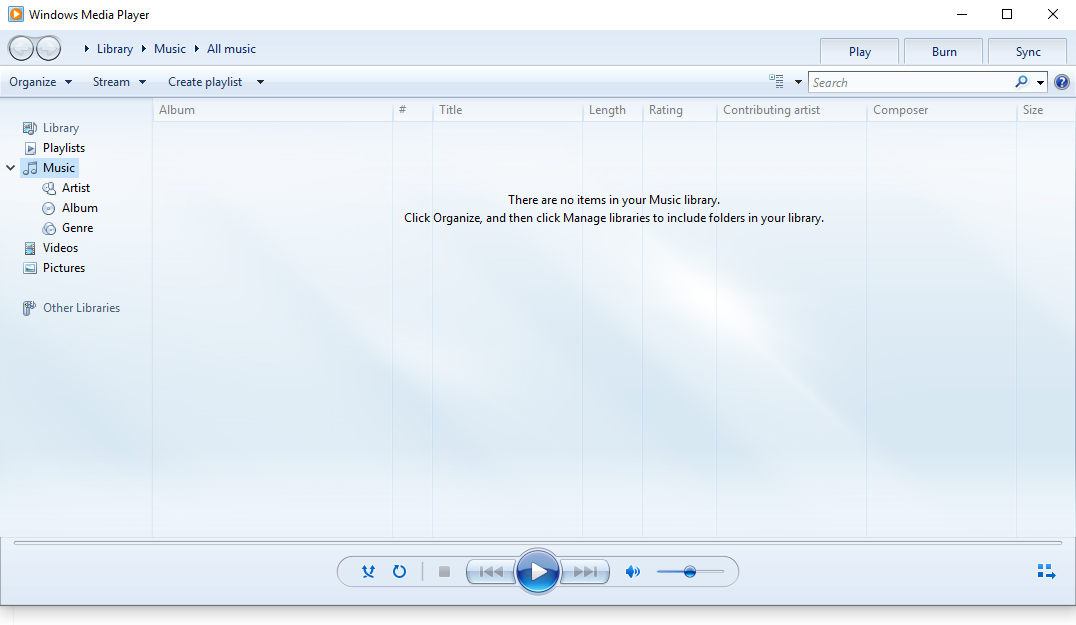 Windows Media Player
Library Music All music
Play Burn Sync
Organize Stream Create playlist Search
Album # Title Length Rating Contributing artist Composer Size
Library
Playlists
Music
Artist
Album
Genre
Videos
Pictures
Other Libraries
There are no items in your Music library.
Click Organize, and then click Manage libraries to include folders in your library.